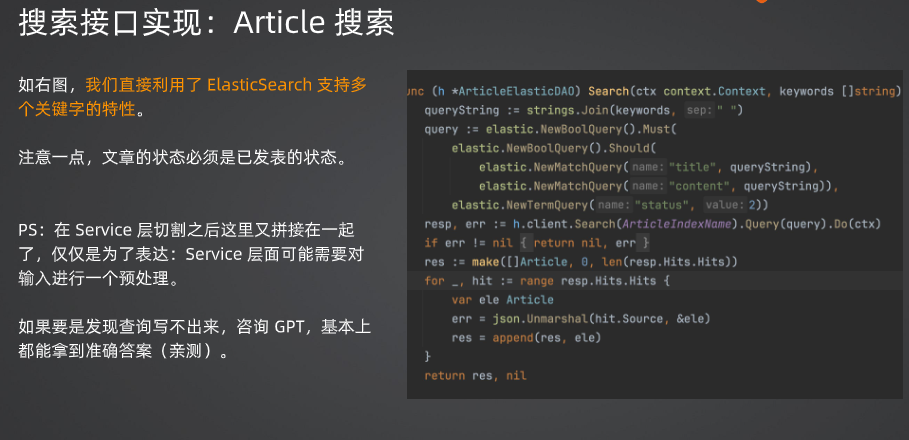 搜索接口实现：Article 搜索
如右图，我们直接利用了 ElasticSearch 支持多
个关键字的特性。
注意一点，文章的状态必须是已发表的状态。
PS：在 Service 层切割之后这里又拼接在一起
了，仅仅是为了表达：Service 层面可能需要对
输入进行一个预处理。
如果要是发现查询写不出来，咨询 GPT，基本上
都能拿到准确答案（亲测）。
unc (h *ArticleElasticDAO) Search(ctx context.Context, keywords []string)
queryString := strings.Join(keywords, sep: " ")
query := elastic.NewBoolQuery().Must(
elastic.NewBoolQuery().Should(
elastic.NewMatchQuery( name: "title", queryString),
elastic.NewMatchQuery( name: "content", queryString)),
elastic.NewTermQuery( name: "status", value: 2))
resp, err := h.client.Search(ArticleIndexName).Query(query).Do(ctx)
if err != nil { return nil, err }
res := make([]Article, 0, len(resp.Hits.Hits))
for _, hit := range resp.Hits.Hits {
var ele Article
err = json.Unmarshal(hit.Source, &ele)
res = append(res, ele)
}
return res, nil